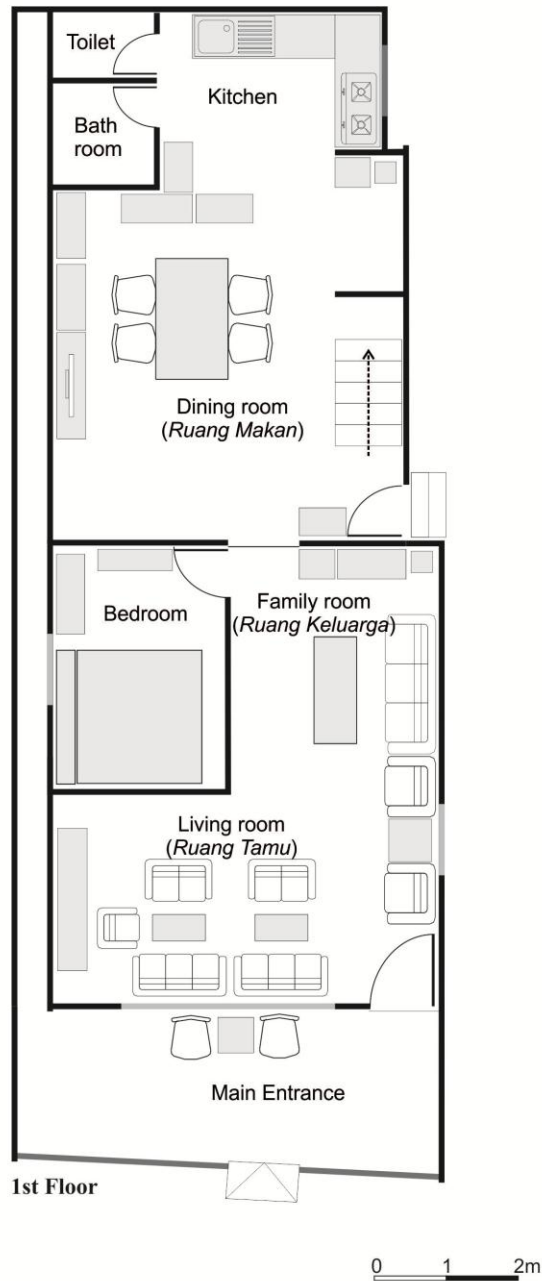 Toilet
Kitchen
Bath
room
Dining room
(Ruang Makan)
Bedroom
Family room
(Ruang Keluarga)
Living room
(Ruang Tamu)
Main Entrance
1st Floor
0 1 2m